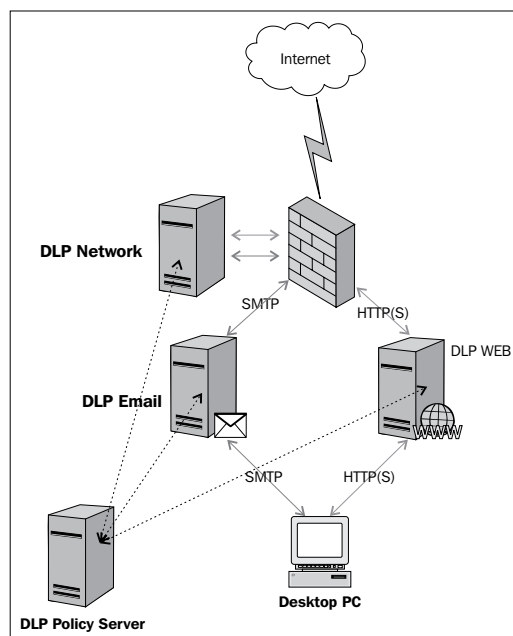 Internet
DLP Network
SMTP
HTTP(S)
DLP WEB
DLP Email
WWW
SMTP
HTTP(S)
Desktop PC
DLP Policy Server